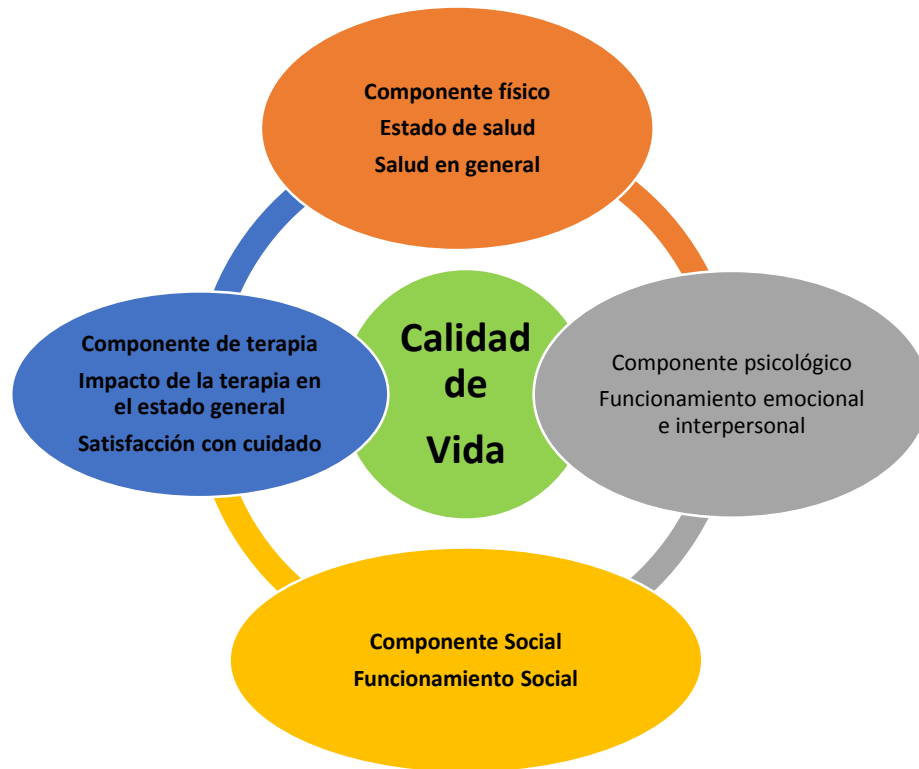 Componente físico
Estado de salud
Salud en general
Componente de terapia
Impacto de la terapia en
el estado general
Satisfacción con cuidado
Calidad
de
Vida
Componente psicológico
Funcionamiento emocional
e interpersonal
Componente Social
Funcionamiento Social